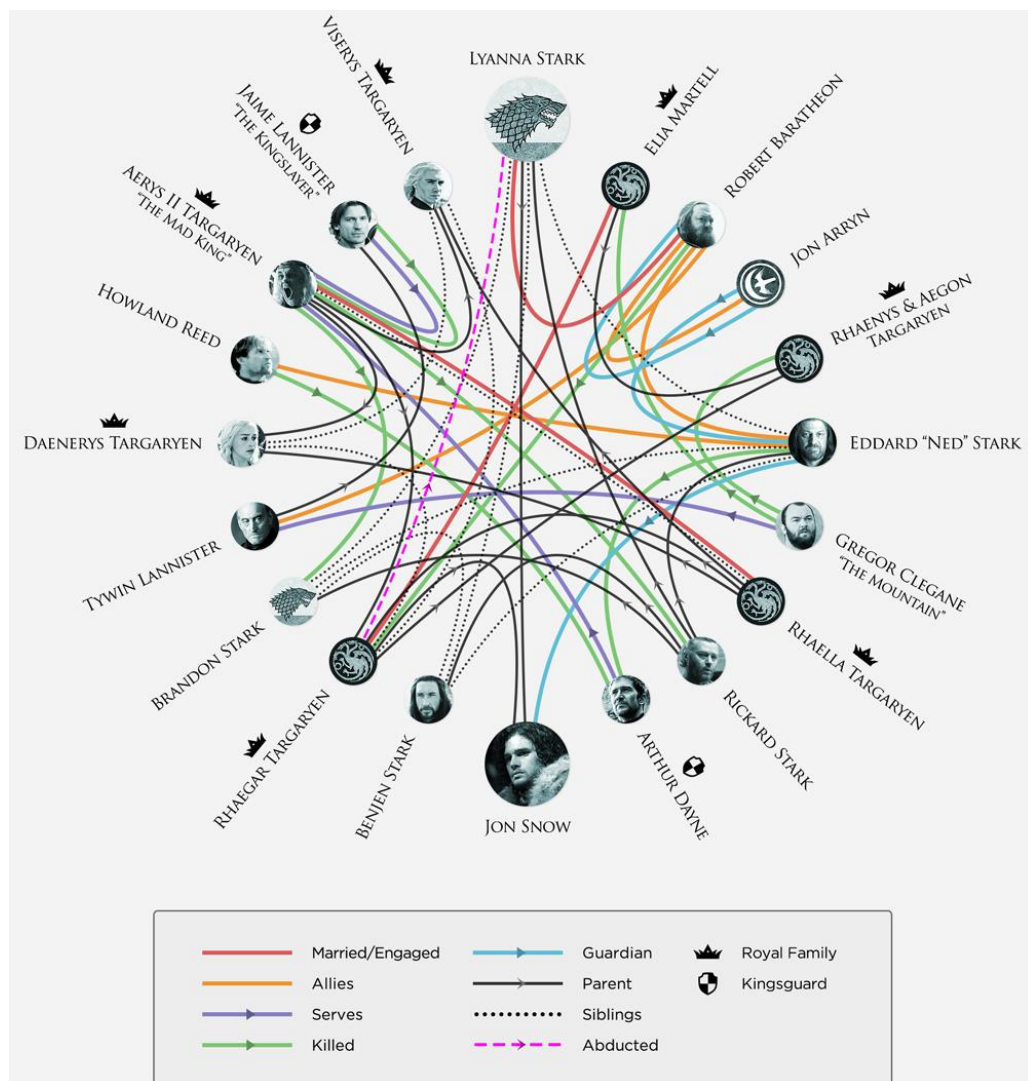 LYANNA STARK
ELIA MARTELL
ROBERT BARATHEON
JON ARRYN
RHAENYS & AEGON
TARGARYEN
EDDARD “NED” STARK
GREGOR CLEGANE
“THE MOUNTAIN”
RHAELLA TARGARYEN
RICKARD STARK
ARTHUR DAYNE
JON SNOW
BENJEN STARK
RHAEGAR TARGARYEN
BRANDON STARK
TYWIN LANNISTER
DAENERYS TARGARYEN
HOWLAND REED
AERYS II TARGARYEN
“THE MAD KING”
JAIME LANNISTER
“THE KINGSLAYER”
VISERYS TARGARYEN
Married/Engaged
Allies
Serves
Killed
Guardian
Parent
Siblings
Abducted
Royal Family
Kingsguard